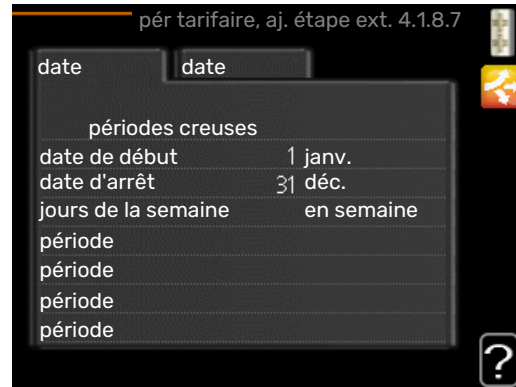 pér tarifaire, aj. étape ext. 4.1.8.7
date date
périodes creuses
date de début 1 janv.
date d'arrêt 31 déc.
jours de la semaine en semaine
période
période
période
période
?